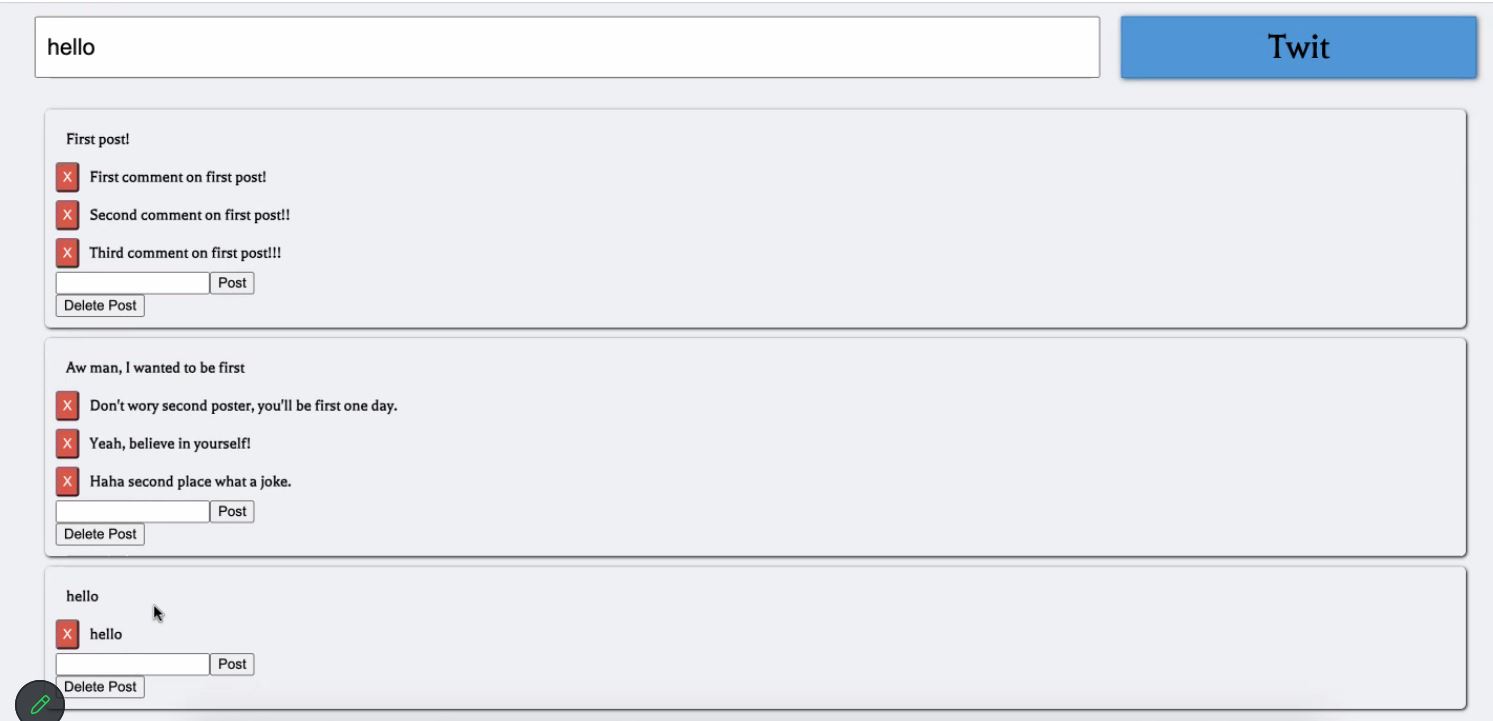 hello
Twit
First post!
X First comment on first post!
X Second comment on first post!!
X Third comment on first post!!!
Post
Delete Post
Aw man, I wanted to be first
X Don't wory second poster, you'll be first one day.
X Yeah, believe in yourself!
X Haha second place what a joke.
Post
Delete Post
hello
X hello
Post
Delete Post